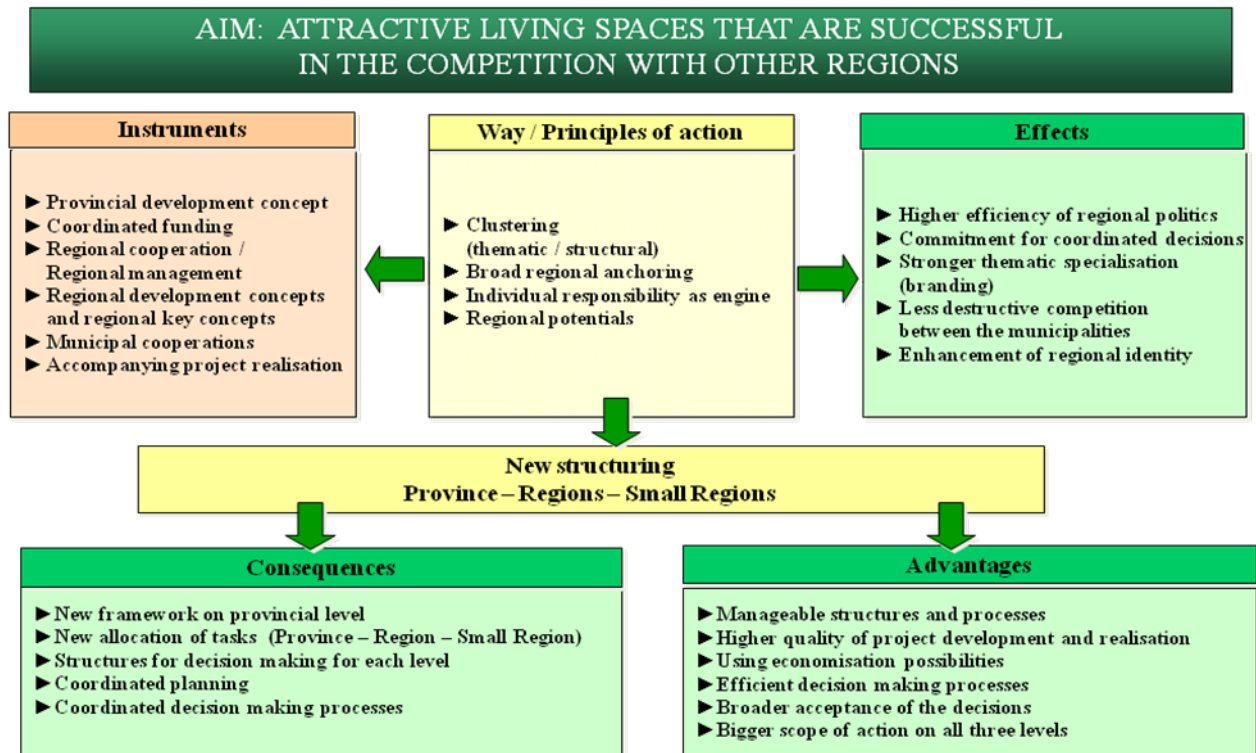 AIM: ATTRACTIVE LIVING SPACES THAT ARE SUCCESSFUL
IN THE COMPETITION WITH OTHER REGIONS
Instruments
► Provincial development concept
► Coordinated funding
► Regional cooperation /
Regional management
► Regional development concepts
and regional key concepts
► Municipal cooperations
► Accompanying project realisation
Way / Principles of action
► Clustering
(thematic / structural)
► Broad regional anchoring
► Individual responsibility as engine
► Regional potentials
Effects
► Higher efficiency of regional politics
► Commitment for coordinated decisions
► Stronger thematic specialisation
(branding)
► Less destructive competition
between the municipalities
► Enhancement of regional identity
New structuring
Province – Regions – Small Regions
Consequences
► New framework on provincial level
► New allocation of tasks (Province – Region – Small Region)
► Structures for decision making for each level
► Coordinated planning
► Coordinated decision making processes
Advantages
► Manageable structures and processes
► Higher quality of project development and realisation
► Using economisation possibilities
► Efficient decision making processes
► Broader acceptance of the decisions
► Bigger scope of action on all three levels